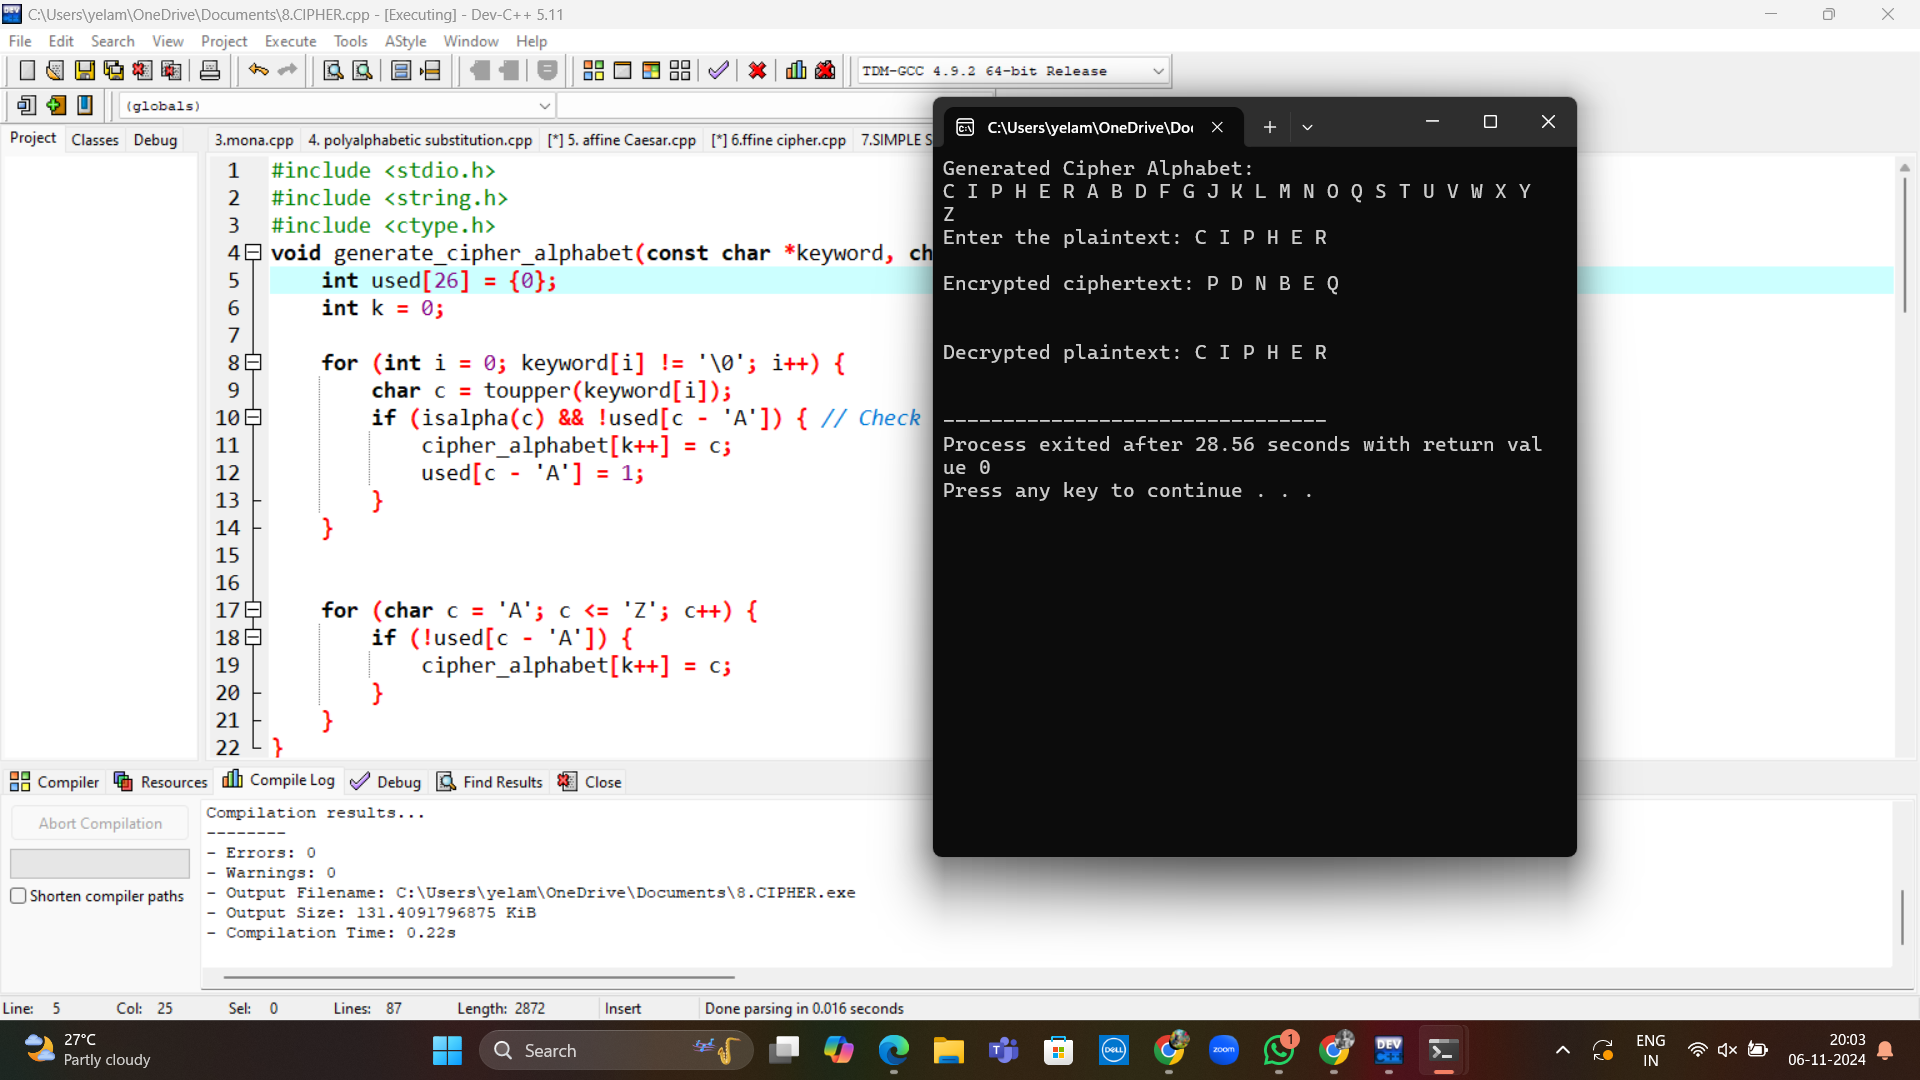 C:\Users\yelam\OneDrive\Documents\8.CIPHER.cpp - [Executing] - Dev-C++ 5.11
File Edit Search View Project Execute Tools AStyle Window Help
TDM-GCC 4.9.2 64-bit Release
(globals)
Project Classes Debug
3.mona.cpp 4. polyalphabetic substitution.cpp [*] 5. affine Caesar.cpp [*] 6.ffine cipher.cpp 7.SIMPLE S
1 #include <stdio.h>
2 #include <string.h>
3 #include <ctype.h>
4 void generate_cipher_alphabet(const char *keyword, ch
5 int used[26] = {0};
6 int k = 0;
7
8 for (int i = 0; keyword[i] != '\0'; i++) {
9 char c = toupper(keyword[i]);
10 if (isalpha(c) && !used[c - 'A']) { // Check
11 cipher_alphabet[k++] = c;
12 used[c - 'A'] = 1;
13 }
14 }
15
16
17 for (char c = 'A'; c <= 'Z'; c++) {
18 if (!used[c - 'A']) {
19 cipher_alphabet[k++] = c;
20 }
21 }
22 }
C:\Users\yelam\OneDrive\Do
Generated Cipher Alphabet:
C I P H E R A B D F G J K L M N O Q S T U V W X Y
Z
Enter the plaintext: C I P H E R
Encrypted ciphertext: P D N B E Q
Decrypted plaintext: C I P H E R
--------------------------------
Process exited after 28.56 seconds with return val
ue 0
Press any key to continue . . .
Compiler Resources Compile Log Debug Find Results Close
Abort Compilation
Shorten compiler paths
Compilation results...
--------
- Errors: 0
- Warnings: 0
- Output Filename: C:\Users\yelam\OneDrive\Documents\8.CIPHER.exe
- Output Size: 131.4091796875 KiB
- Compilation Time: 0.22s
Line: 5 Col: 25 Sel: 0 Lines: 87 Length: 2872 Insert Done parsing in 0.016 seconds
27°C
Partly cloudy
Search
DELL
zoom
1
DEV
C++
ENG
IN
20:03
06-11-2024